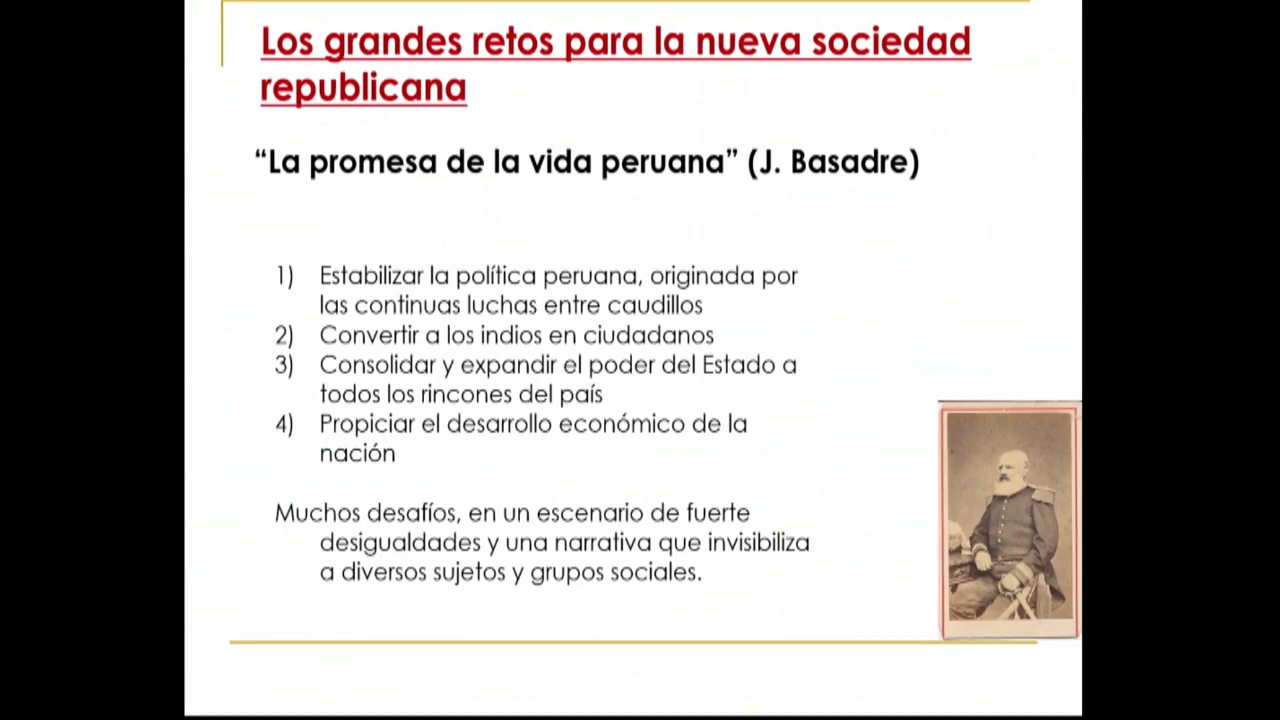 Los grandes retos para la nueva sociedad
republicana
“La promesa de la vida peruana” (J. Basadre)
1) Estabilizar la política peruana, originada por
las continuas luchas entre caudillos
2) Convertir a los indios en ciudadanos
3) Consolidar y expandir el poder del Estado a
todos los rincones del país
4) Propiciar el desarrollo económico de la
nación
Muchos desafíos, en un escenario de fuerte
desigualdades y una narrativa que invisibiliza
a diversos sujetos y grupos sociales.